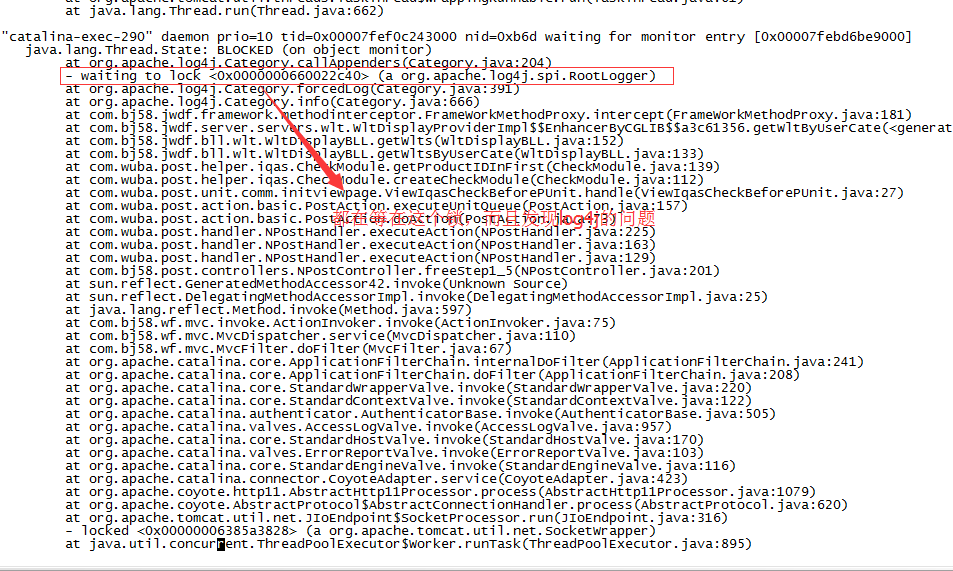 at java.lang.Thread.run(Thread.java:662)
"catalina-exec-290" daemon prio=10 tid=0x00007fef0c243000 nid=0xb6d waiting for monitor entry [0x00007febd6be9000]
java.lang.Thread.State: BLOCKED (on object monitor)
at org.apache.log4j.Category.callAppenders(Category.java:204)
- waiting to lock <0x0000000660022c40> (a org.apache.log4j.spi.RootLogger)
at org.apache.log4j.Category.forcedLog(Category.java:391)
at org.apache.log4j.Category.info(Category.java:666)
at com.bj58.jwdf.framework.methodinterceptor.FrameWorkMethodProxy.intercept(FrameWorkMethodProxy.java:181)
at com.bj58.jwdf.server.servers.wlt.WltDisplayProviderImpl$$EnhancerByCGLIB$$a3c61356.getWltByUserCate(<generat
at com.bj58.jwdf.bll.wlt.WltDisplayBLL.getWlts(WltDisplayBLL.java:152)
at com.bj58.jwdf.bll.wlt.WltDisplayBLL.getWltsByUserCate(WltDisplayBLL.java:133)
at com.wuba.post.helper.iqas.CheckModule.getProductIDInFirst(CheckModule.java:139)
at com.wuba.post.helper.iqas.CheckModule.createCheckModule(CheckModule.java:112)
at com.wuba.post.unit.comm.initviewpage.ViewIqasCheckBeforePUnit.handle(ViewIqasCheckBeforePUnit.java:27)
at com.wuba.post.action.basic.PostAction.executeUnitQueue(PostAction.java:157)
at com.wuba.post.action.basic.PostAction.doAction(PostAction.java:
都在等在这个锁，而且发现log4j的问题
at com.wuba.post.handler.NPostHandler.executeAction(NPostHandler.java:225)
at com.wuba.post.handler.NPostHandler.executeAction(NPostHandler.java:163)
at com.wuba.post.handler.NPostHandler.executeAction(NPostHandler.java:129)
at com.bj58.post.controllers.NPostController.freeStep1_5(NPostController.java:201)
at sun.reflect.GeneratedMethodAccessor42.invoke(Unknown Source)
at sun.reflect.DelegatingMethodAccessorImpl.invoke(DelegatingMethodAccessorImpl.java:25)
at java.lang.reflect.Method.invoke(Method.java:597)
at com.bj58.wf.mvc.invoke.ActionInvoker.invoke(ActionInvoker.java:75)
at com.bj58.wf.mvc.MvcDispatcher.service(MvcDispatcher.java:110)
at com.bj58.wf.mvc.MvcFilter.doFilter(MvcFilter.java:67)
at org.apache.catalina.core.ApplicationFilterChain.internalDoFilter(ApplicationFilterChain.java:241)
at org.apache.catalina.core.ApplicationFilterChain.doFilter(ApplicationFilterChain.java:208)
at org.apache.catalina.core.StandardWrapperValve.invoke(StandardWrapperValve.java:220)
at org.apache.catalina.core.StandardContextValve.invoke(StandardContextValve.java:122)
at org.apache.catalina.authenticator.AuthenticatorBase.invoke(AuthenticatorBase.java:505)
at org.apache.catalina.valves.AccessLogValve.invoke(AccessLogValve.java:957)
at org.apache.catalina.core.StandardHostValve.invoke(StandardHostValve.java:170)
at org.apache.catalina.valves.ErrorReportValve.invoke(ErrorReportValve.java:103)
at org.apache.catalina.core.StandardEngineValve.invoke(StandardEngineValve.java:116)
at org.apache.catalina.connector.CoyoteAdapter.service(CoyoteAdapter.java:423)
at org.apache.coyote.http11.AbstractHttp11Processor.process(AbstractHttp11Processor.java:1079)
at org.apache.coyote.AbstractProtocol$AbstractConnectionHandler.process(AbstractProtocol.java:620)
at org.apache.tomcat.util.net.JIoEndpoint$SocketProcessor.run(JIoEndpoint.java:316)
- locked <0x00000006385a3828> (a org.apache.tomcat.util.net.SocketWrapper)
at java.util.concurrent.ThreadPoolExecutor$Worker.runTask(ThreadPoolExecutor.java:895)